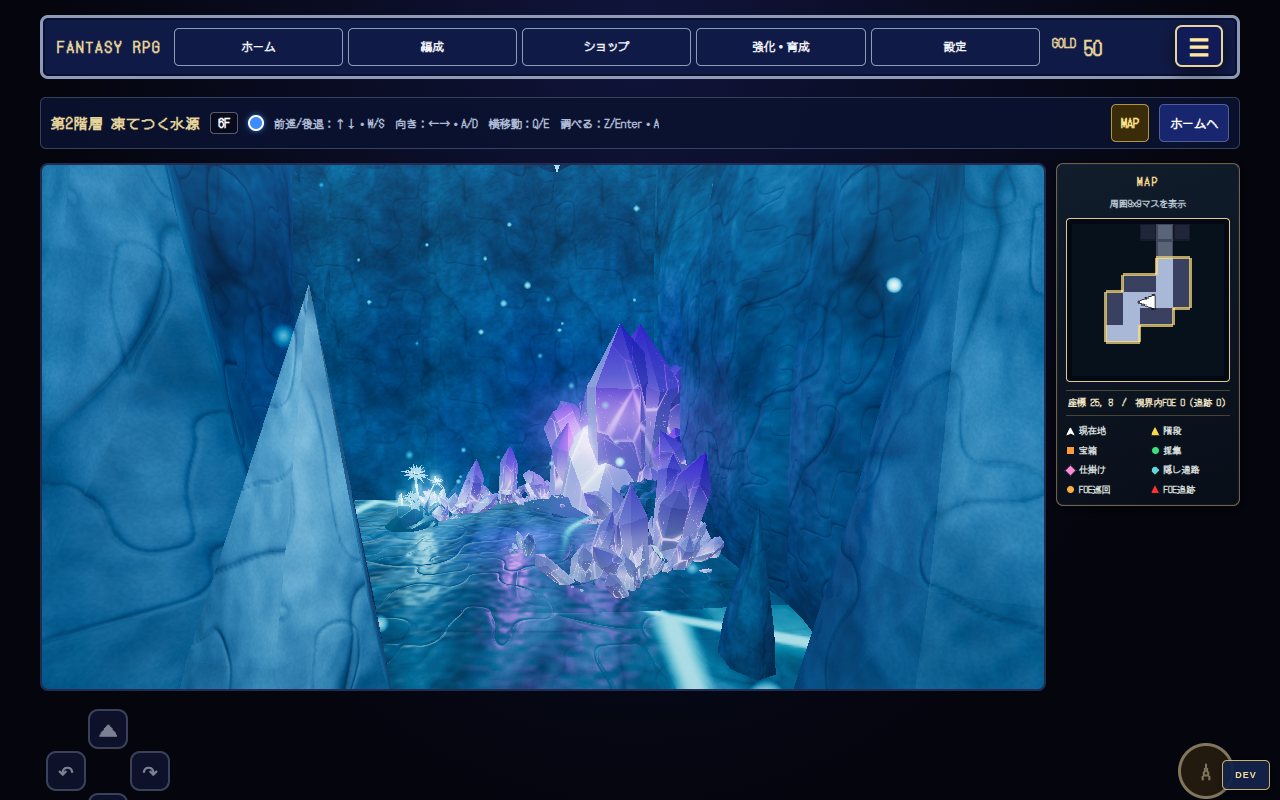 FANTASY RPG
ホーム
編成
ショップ
強化・育成
設定
GOLD 50
第2階層 凍てつく水源
6F
前進/後退：↑↓・W/S 向き：←→・A/D 横移動：Q/E 調べる：Z/Enter・A
MAP
ホームへ
MAP
周囲9x9マスを表示
座標 25, 8 / 視界内FOE 0 (追跡 0)
現在地
階段
宝箱
採集
仕掛け
隠し通路
FOE巡回
FOE追跡
A
DEV